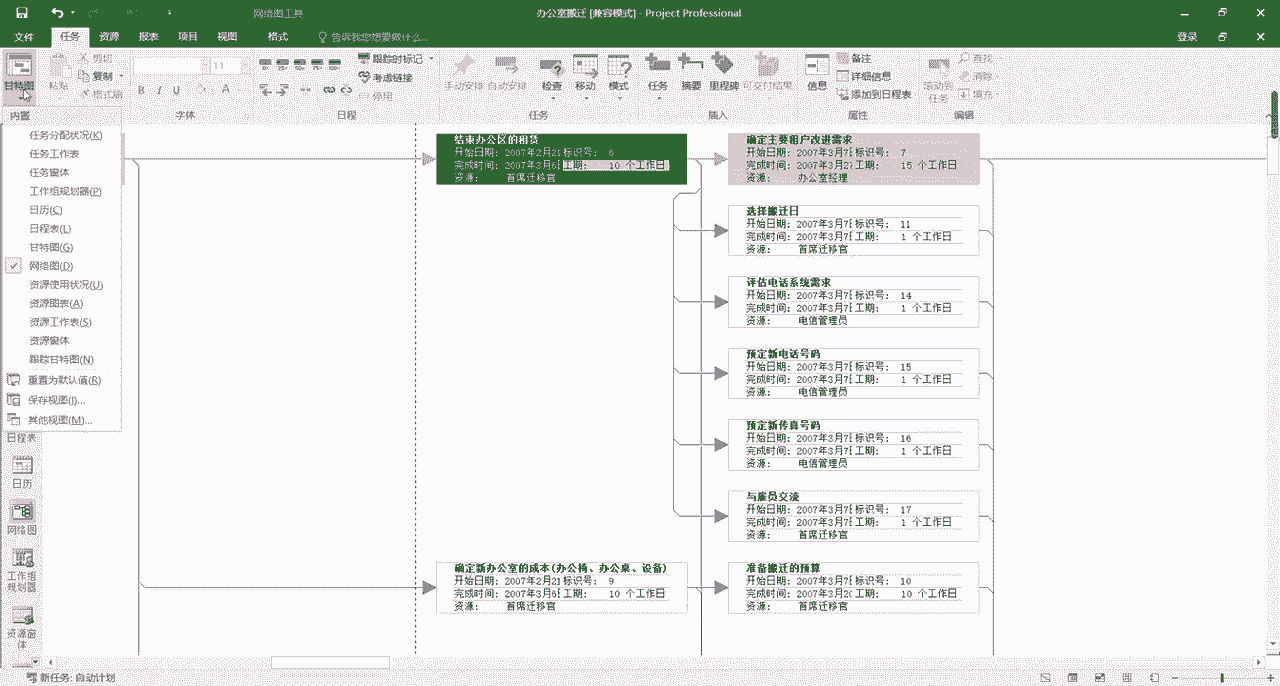 网络图工具
办公室搬迁 [兼容模式] - Project Professional
文件 任务 资源 报表 项目 视图 格式 告诉我您想要做什么... 登录
甘特图 粘贴 剪切 复制 格式刷
11
B I U A
跟踪时标记 考虑链接 停用
手动安排 自动安排 检查 移动 模式 任务 摘要 里程碑 可交付结果 信息 备注 详细信息 添加到日程表 滚动到任务 查找 清除 填充
字体 日程 任务 插入 属性 编辑
内置
任务分配状况(K)
任务工作表
任务窗体
工作组规划器(P)
日历(C)
日程表(L)
甘特图(G)
网络图(D)
资源使用状况(U)
资源图表(A)
资源工作表(S)
资源窗体
跟踪甘特图(N)
重置为默认值(R)
保存视图(I)...
其他视图(M)...
日程表
日历
网络图
工作组规划器
资源窗体
结束办公区的租赁
开始日期: 2007年2月21 标识号: 6
完成时间: 2007年3月6 工期: 10 个工作日
资源: 首席迁移官
确定主要租户改进需求
开始日期: 2007年3月7 标识号: 7
完成时间: 2007年3月27 工期: 15 个工作日
资源: 办公室经理
选择搬迁日
开始日期: 2007年3月7 标识号: 11
完成时间: 2007年3月7 工期: 1 个工作日
资源: 首席迁移官
评估电话系统需求
开始日期: 2007年3月7 标识号: 14
完成时间: 2007年3月7 工期: 1 个工作日
资源: 电信管理员
预定新电话号码
开始日期: 2007年3月7 标识号: 15
完成时间: 2007年3月7 工期: 1 个工作日
资源: 电信管理员
预定新传真号码
开始日期: 2007年3月7 标识号: 16
完成时间: 2007年3月7 工期: 1 个工作日
资源: 电信管理员
与雇员交流
开始日期: 2007年3月7 标识号: 17
完成时间: 2007年3月7 工期: 1 个工作日
资源: 首席迁移官
确定新办公室的成本(办公椅、办公桌、设备)
开始日期: 2007年2月21 标识号: 9
完成时间: 2007年3月6 工期: 10 个工作日
资源: 首席迁移官
准备搬迁的预算
开始日期: 2007年3月7 标识号: 10
完成时间: 2007年3月20 工期: 10 个工作日
资源: 首席迁移官
新任务: 自动计划